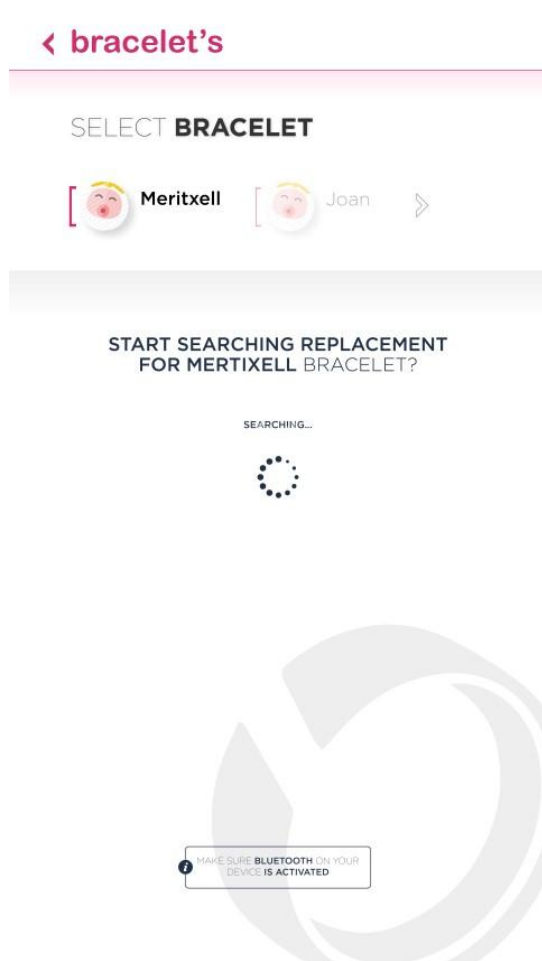 bracelet's
SELECT BRACELET
Meritxell
Joan
START SEARCHING REPLACEMENT
FOR MERTIXELL BRACELET?
SEARCHING...
MAKE SURE BLUETOOTH ON YOUR
DEVICE IS ACTIVATED